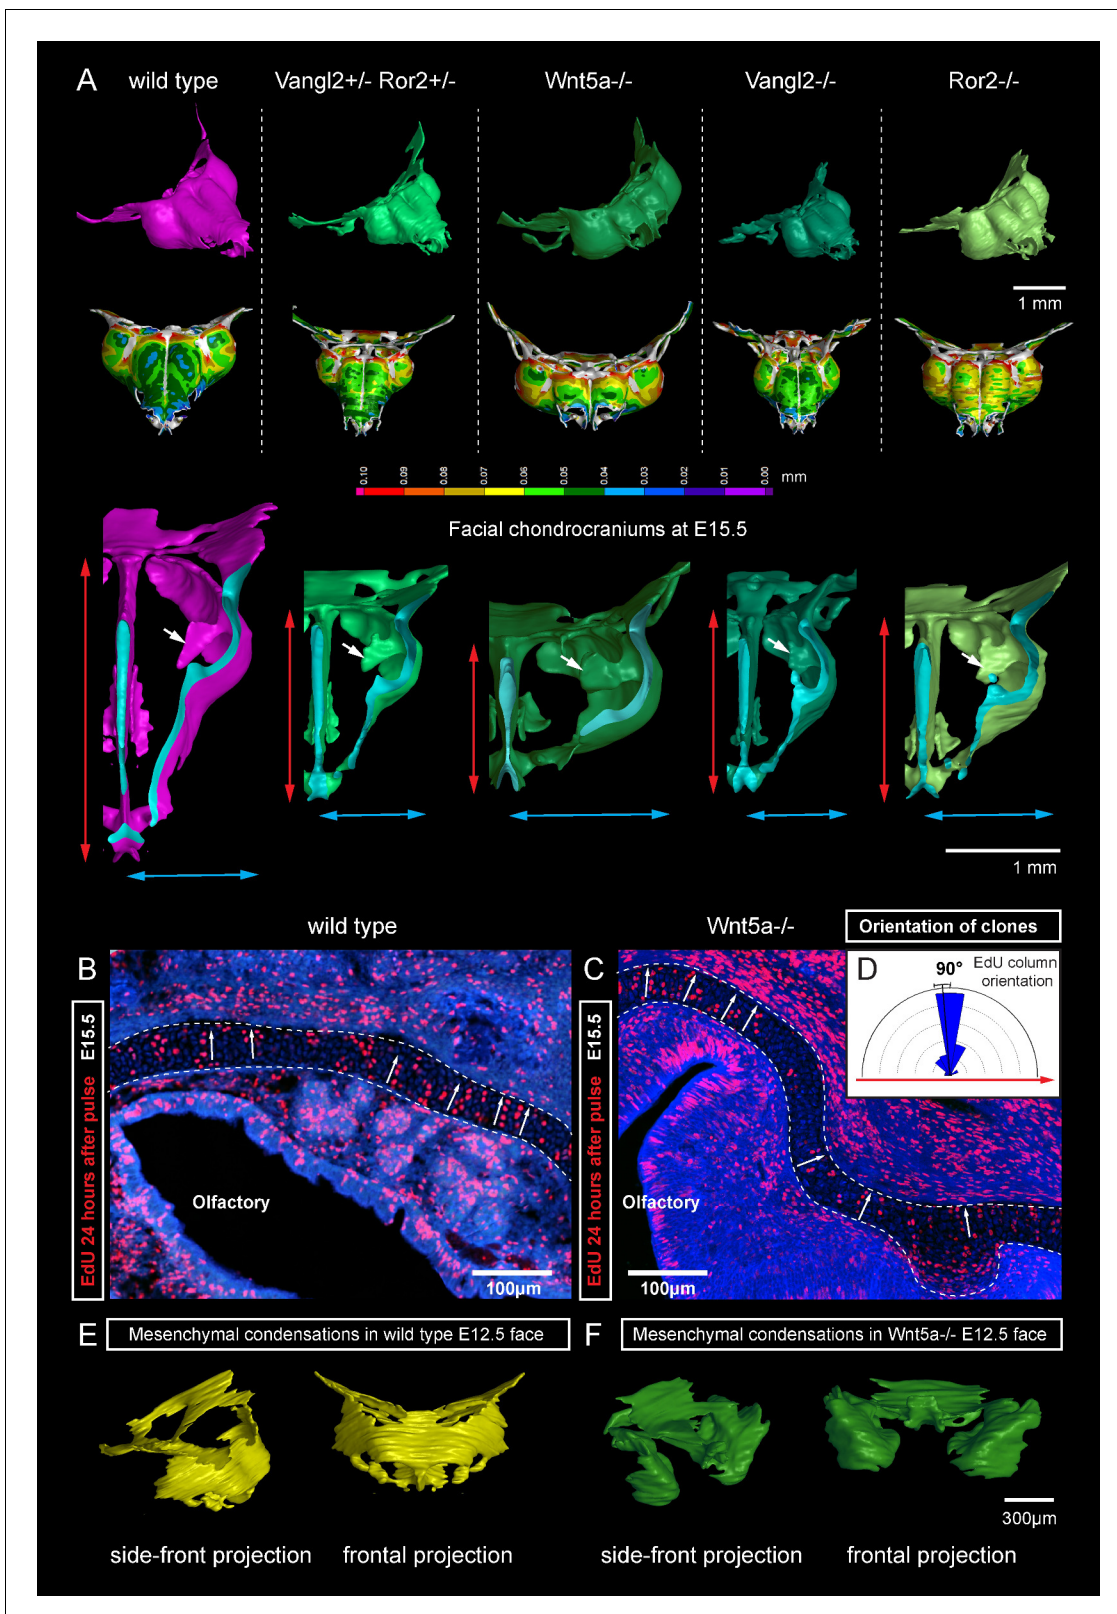 A
wild type
Vangl2+/- Ror2+/-
Wnt5a-/-
Vangl2-/-
Ror2-/-
1 mm
0.10 0.09 0.08 0.07 0.06 0.05 0.04 0.03 0.02 0.01 0.00 mm
Facial chondrocraniums at E15.5
1 mm
wild type
Wnt5a-/-
Orientation of clones
B
EdU 24 hours after pulse E15.5
Olfactory
100µm
C
EdU 24 hours after pulse E15.5
Olfactory
100µm
D
90°
EdU column
orientation
E
Mesenchymal condensations in wild type E12.5 face
F
Mesenchymal condensations in Wnt5a-/- E12.5 face
300µm
side-front projection
frontal projection
side-front projection
frontal projection